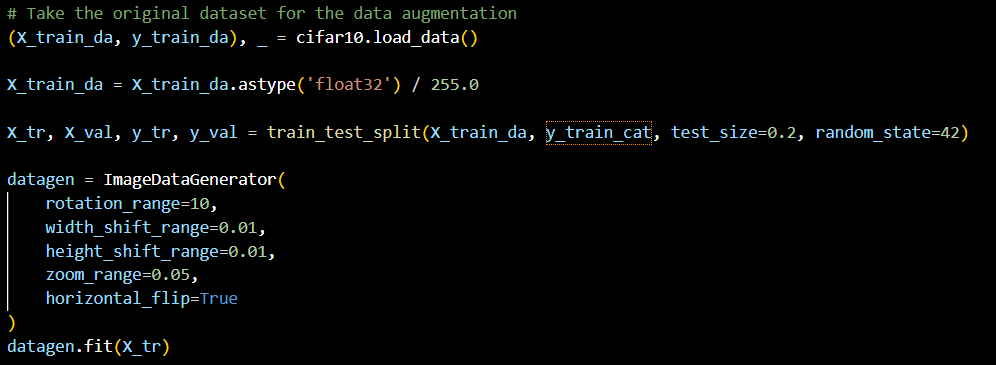 # Take the original dataset for the data augmentation
(X_train_da, y_train_da), _ = cifar10.load_data()
X_train_da = X_train_da.astype('float32') / 255.0
X_tr, X_val, y_tr, y_val = train_test_split(X_train_da, y_train_cat, test_size=0.2, random_state=42)
datagen = ImageDataGenerator(
    rotation_range=10,
    width_shift_range=0.01,
    height_shift_range=0.01,
    zoom_range=0.05,
    horizontal_flip=True
)
datagen.fit(X_tr)